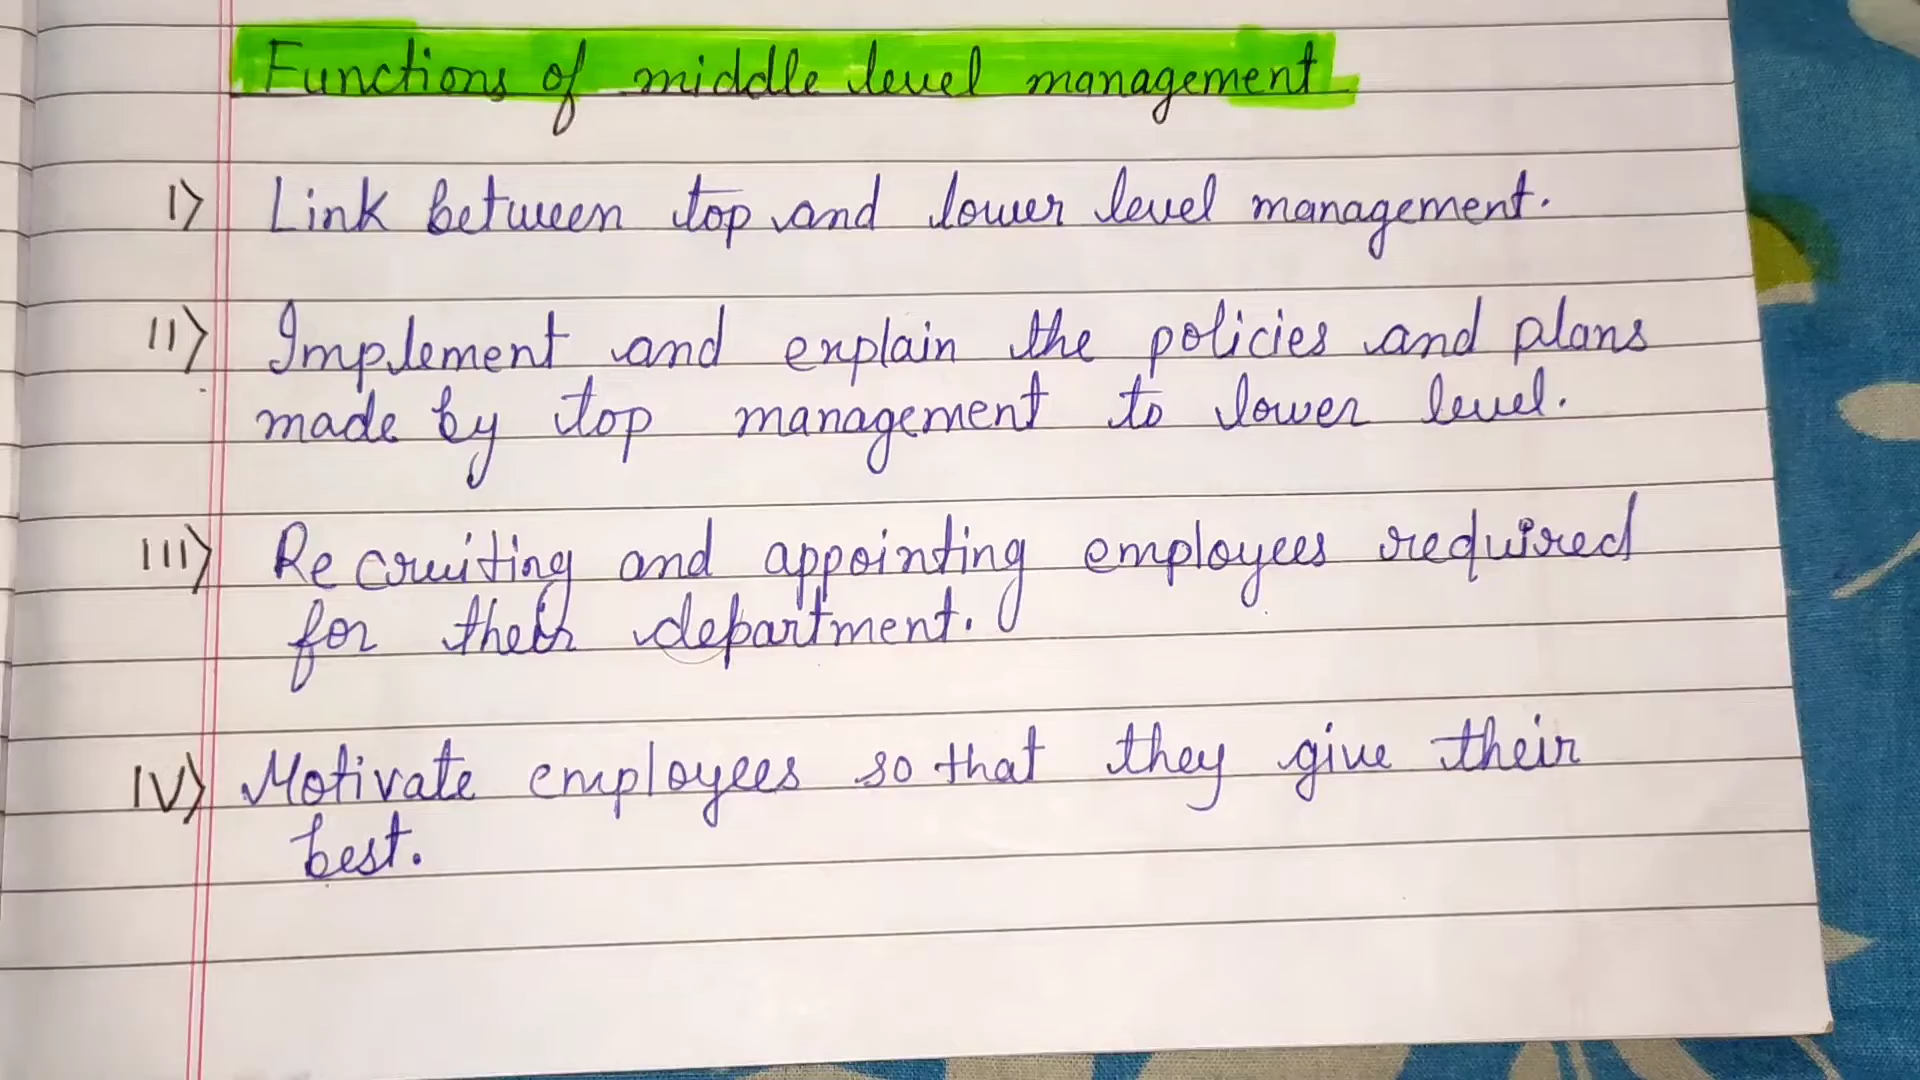 Functions of middle level management
I) Link between top and lower level management.
II) Implement and explain the policies and plans
made by top management to lower level.
III) Recruiting and appointing employees required
for their department.
IV) Motivate employees so that they give their
best.